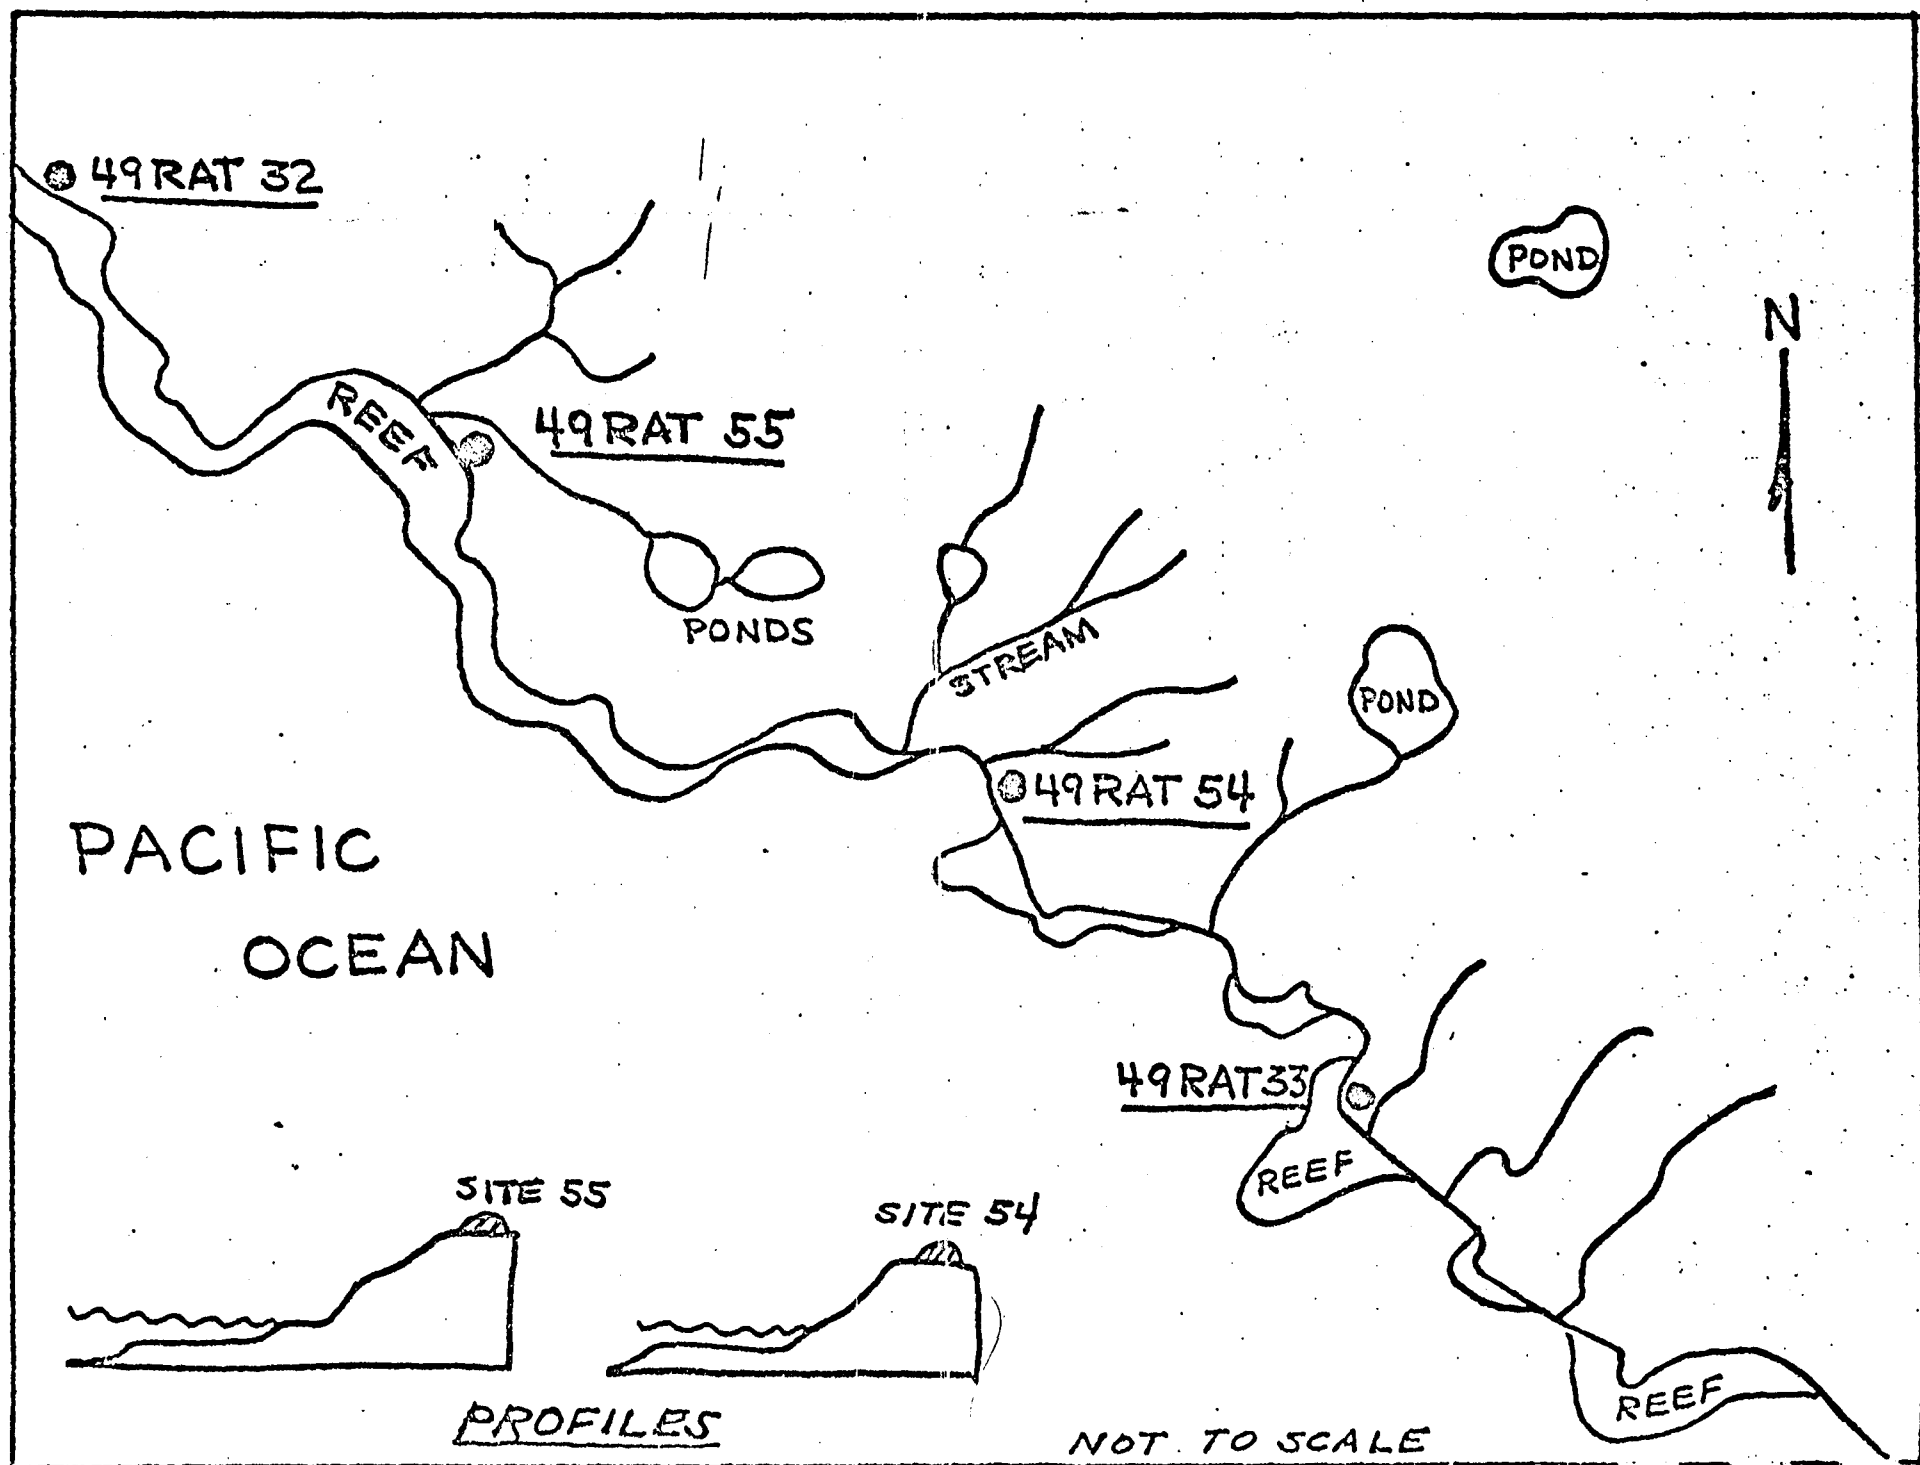 49RAT 32
POND
N
REEF
49RAT 55
PONDS
STREAM
POND
49RAT 54
PACIFIC
OCEAN
49RAT33
REEF
SITE 55
SITE 54
REEF
PROFILES
NOT TO SCALE